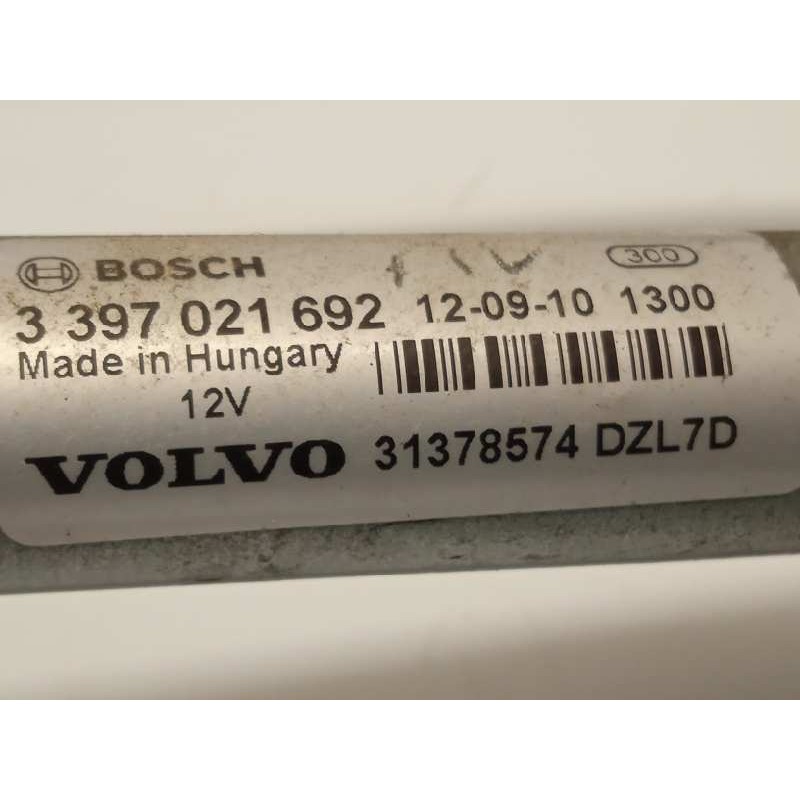 BOSCH 300
3 397 021 692 12-09-10 1300
Made in Hungary
12V
VOLVO 31378574 DZL7D